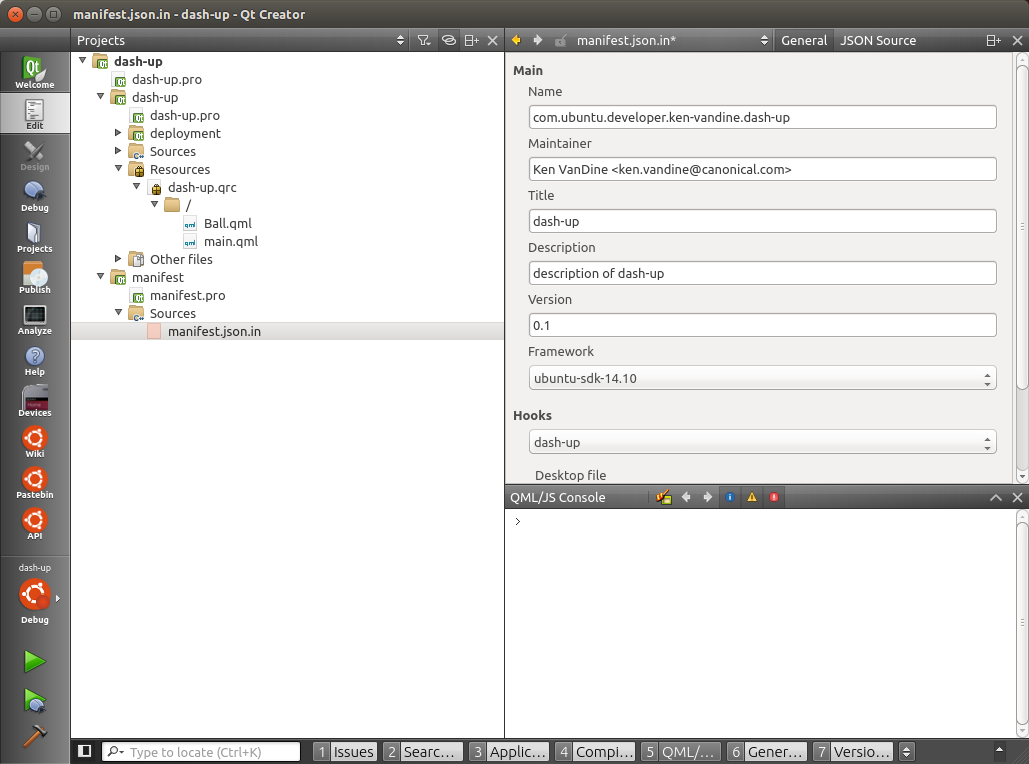 manifest.json.in - dash-up - Qt Creator
Projects
manifest.json.in*
General
JSON Source
Welcome
Edit
Design
Debug
Projects
Publish
Analyze
Help
Devices
Wiki
Pastebin
API
dash-up
Debug
dash-up
dash-up.pro
dash-up
dash-up.pro
deployment
Sources
Resources
dash-up.qrc
/
Ball.qml
main.qml
Other files
manifest
manifest.pro
Sources
manifest.json.in
Main
Name
com.ubuntu.developer.ken-vandine.dash-up
Maintainer
Ken VanDine <ken.vandine@canonical.com>
Title
dash-up
Description
description of dash-up
Version
0.1
Framework
ubuntu-sdk-14.10
Hooks
dash-up
Desktop file
QML/JS Console
>
Type to locate (Ctrl+K)
1 Issues
2 Searc...
3 Applic...
4 Compi...
5 QML/...
6 Gener...
7 Versio...